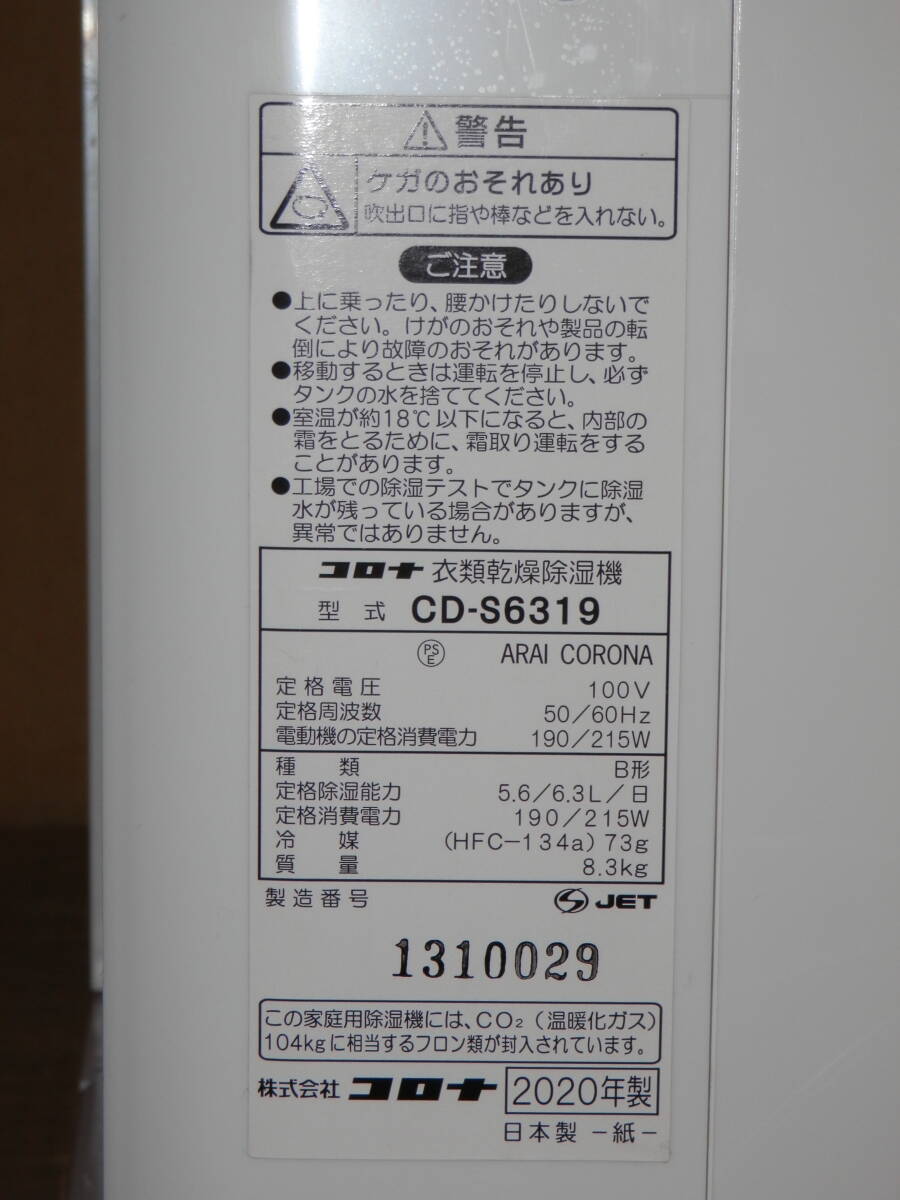 警告
ケガのおそれあり
吹出口に指や棒などを入れない。
ご注意
●上に乗ったり、腰かけたりしないで
ください。けがのおそれや製品の転
倒により故障のおそれがあります。
●移動するときは運転を停止し、必ず
タンクの水を捨ててください。
●室温が約18℃以下になると、内部の
霜をとるために、霜取り運転をする
ことがあります。
●工場での除湿テストでタンクに除湿
水が残っている場合がありますが、
異常ではありません。
コロナ 衣類乾燥除湿機
型式 CD-S6319
PSE ARAI CORONA
定格電圧 100V
定格周波数 50/60Hz
電動機の定格消費電力 190/215W
種類 B形
定格除湿能力 5.6/6.3L/日
定格消費電力 190/215W
冷媒 (HFC-134a) 73g
質量 8.3kg
製造番号 JET
1310029
この家庭用除湿機には、CO₂(温暖化ガス)
104kgに相当するフロン類が封入されています。
株式会社 コロナ 2020年製
日本製 -紙-